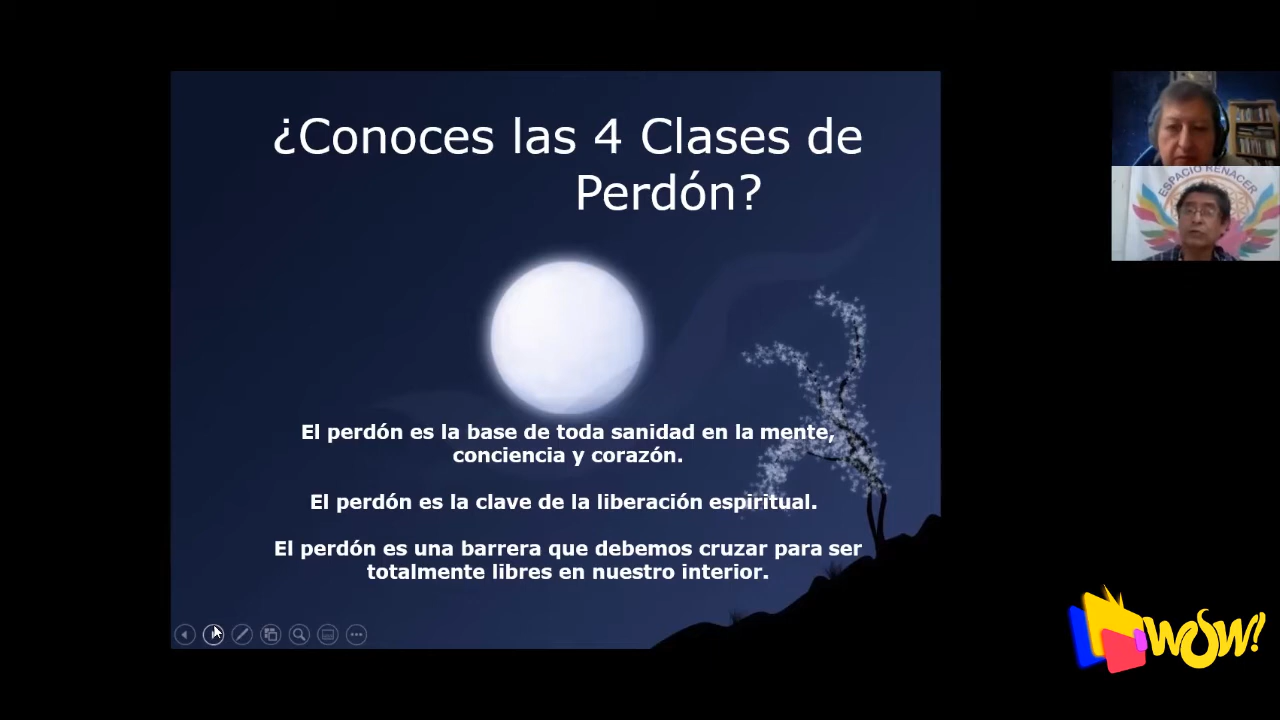 ¿Conoces las 4 Clases de
Perdón?
El perdón es la base de toda sanidad en la mente,
conciencia y corazón.
El perdón es la clave de la liberación espiritual.
El perdón es una barrera que debemos cruzar para ser
totalmente libres en nuestro interior.
ESPACIO RENACER
WOW!